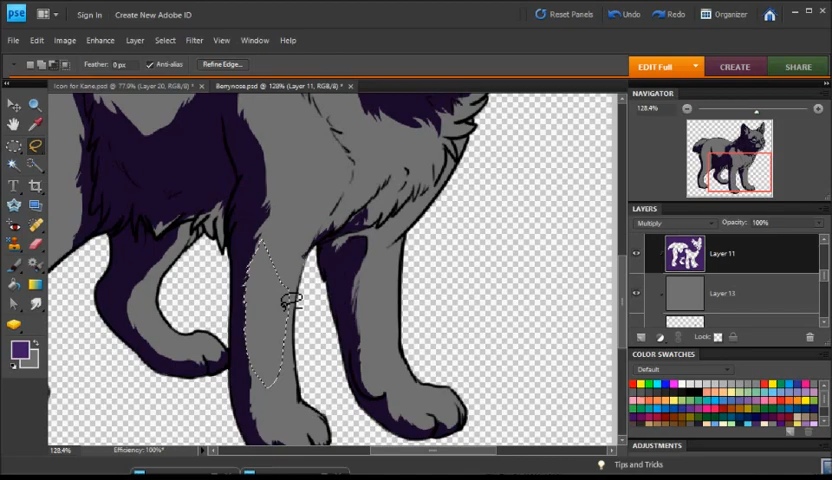 pse Sign In Create New Adobe ID Reset Panels Undo Redo Organizer
File Edit Image Enhance Layer Select Filter View Window Help
Feather: 0 px Anti-alias Refine Edge... EDIT Full CREATE SHARE
Icon for Kane.psd @ 77.9% (Layer 20, RGB/8) * × Berrynose.psd @ 128% (Layer 11, RGB/8) * ×
NAVIGATOR
128.4%
LAYERS
Multiply Opacity: 100%
Layer 11
Layer 13
Lock:
COLOR SWATCHES
Default
ADJUSTMENTS
128.4% Efficiency: 100%*
Tips and Tricks